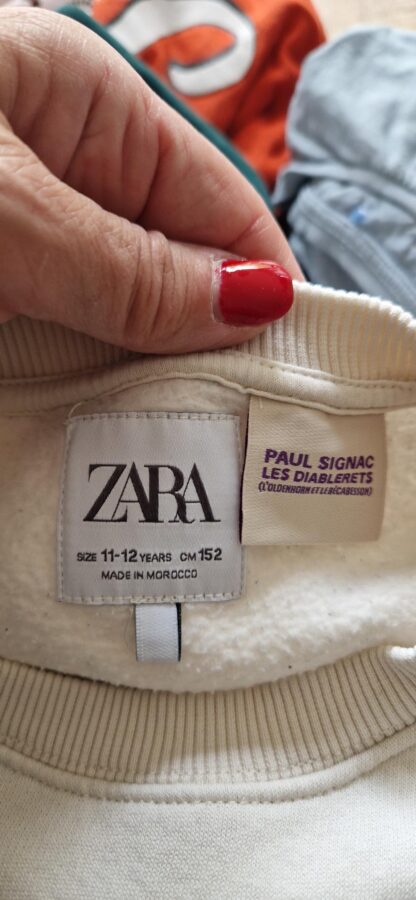 ZARA
SIZE 11-12 YEARS CM 152
MADE IN MOROCCO
PAUL SIGNAC
LES DIABLERETS
(L'OLDENHORN ET LE BÉCABESSON)